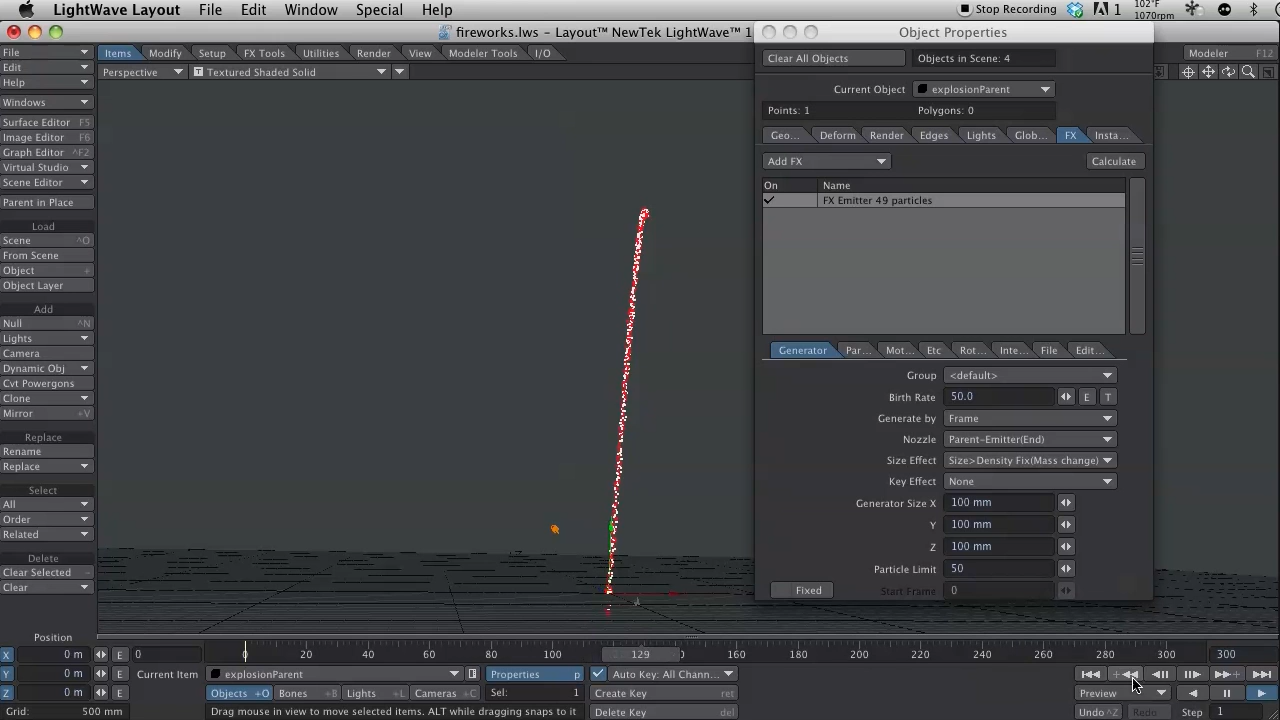 LightWave Layout File Edit Window Special Help Stop Recording 1 102°F 1070rpm
fireworks.lws – Layout™ NewTek LightWave™ 1 Object Properties
Items Modify Setup FX Tools Utilities Render View Modeler Tools I/O Modeler F12
Perspective Textured Shaded Solid
File
Edit
Help
Windows
Surface Editor F5
Image Editor F6
Graph Editor ^F2
Virtual Studio
Scene Editor
Parent in Place
Load
Scene ^O
From Scene
Object +
Object Layer
Add
Null ^N
Lights
Camera
Dynamic Obj
Cvt Powergons
Clone
Mirror +V
Replace
Rename
Replace
Select
All
Order
Related
Delete
Clear Selected -
Clear
Clear All Objects Objects in Scene: 4
Current Object explosionParent
Points: 1 Polygons: 0
Geo... Deform Render Edges Lights Glob... FX Insta...
Add FX Calculate
On Name
FX Emitter 49 particles
Generator Par... Mot... Etc Rot... Inte... File Edit...
Group <default>
Birth Rate 50.0 E T
Generate by Frame
Nozzle Parent-Emitter(End)
Size Effect Size>Density Fix(Mass change)
Key Effect None
Generator Size X 100 mm
Y 100 mm
Z 100 mm
Particle Limit 50
Fixed Start Frame 0
Position
X 0 m E 0 0 20 40 60 80 100 129 160 180 200 220 240 260 280 300 300
Y 0 m E Current Item explosionParent Properties p Auto Key: All Chann...
Z 0 m E Objects +O Bones -B Lights +L Cameras +C Sel: 1 Create Key ret Preview
Grid: 500 mm Drag mouse in view to move selected items. ALT while dragging snaps to it Delete Key del Undo ^Z Redo Step 1